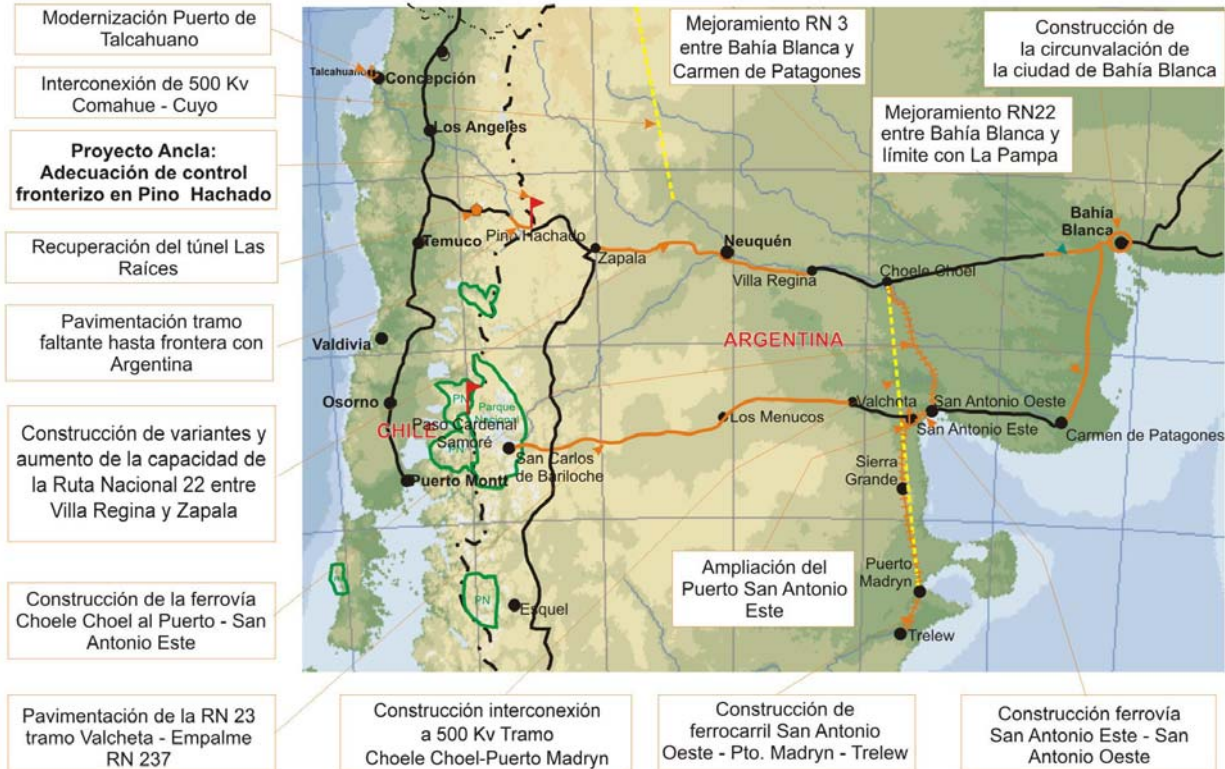 Modernización Puerto de
Talcahuano
Interconexión de 500 Kv
Comahue - Cuyo
Proyecto Ancla:
Adecuación de control
fronterizo en Pino Hachado
Recuperación del túnel Las
Raíces
Pavimentación tramo
faltante hasta frontera con
Argentina
Construcción de variantes y
aumento de la capacidad de
la Ruta Nacional 22 entre
Villa Regina y Zapala
Construcción de la ferrovía
Choele Choel al Puerto - San
Antonio Este
Pavimentación de la RN 23
tramo Valcheta - Empalme
RN 237
Mejoramiento RN 3
entre Bahía Blanca y
Carmen de Patagones
Construcción de
la circunvalación de
la ciudad de Bahía Blanca
Mejoramiento RN22
entre Bahía Blanca y
límite con La Pampa
Talcahuano
Concepción
Los Angeles
Temuco
Pino Hachado
Zapala
Neuquén
Villa Regina
Choele Choel
Bahía
Blanca
Valdivia
ARGENTINA
Osorno
CHILE
PN
Parque
Nacional
Paso Cardenal
Samoré
PN
San Carlos
de Bariloche
Los Menucos
Valcheta
San Antonio Oeste
San Antonio Este
Carmen de Patagones
Puerto Montt
Sierra
Grande
Puerto
Madryn
PN
Esquel
Trelew
Ampliación del
Puerto San Antonio
Este
Construcción interconexión
a 500 Kv Tramo
Choele Choel-Puerto Madryn
Construcción de
ferrocarril San Antonio
Oeste - Pto. Madryn - Trelew
Construcción ferrovía
San Antonio Este - San
Antonio Oeste